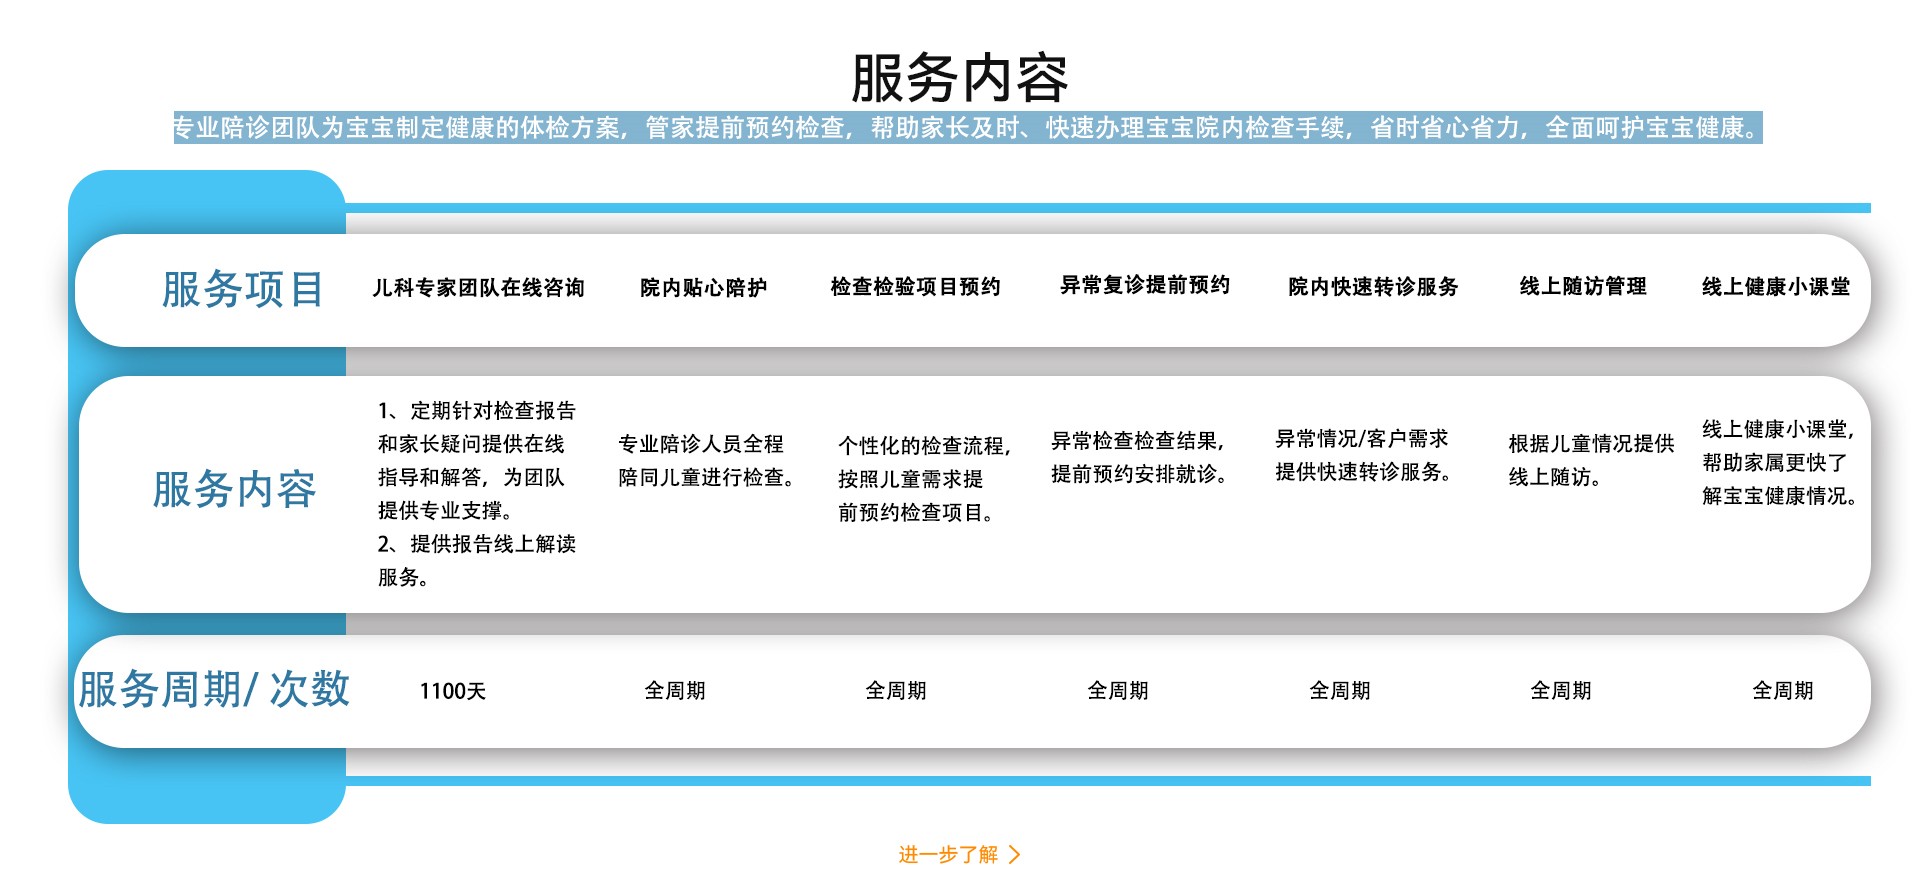 服务内容
专业陪诊团队为宝宝制定健康的体检方案，管家提前预约检查，帮助家长及时、快速办理宝宝院内检查手续，省时省心省力，全面呵护宝宝健康。
服务项目
儿科专家团队在线咨询
院内贴心陪护
检查检验项目预约
异常复诊提前预约
院内快速转诊服务
线上随访管理
线上健康小课堂
服务内容
1、定期针对检查报告
和家长疑问提供在线
指导和解答，为团队
提供专业支撑。
2、提供报告线上解读
服务。
专业陪诊人员全程
陪同儿童进行检查。
个性化的检查流程，
按照儿童需求提
前预约检查项目。
异常检查检查结果，
提前预约安排就诊。
异常情况/客户需求
提供快速转诊服务。
根据儿童情况提供
线上随访。
线上健康小课堂，
帮助家属更快了
解宝宝健康情况。
服务周期/ 次数
1100天
全周期
全周期
全周期
全周期
全周期
全周期
进一步了解 >